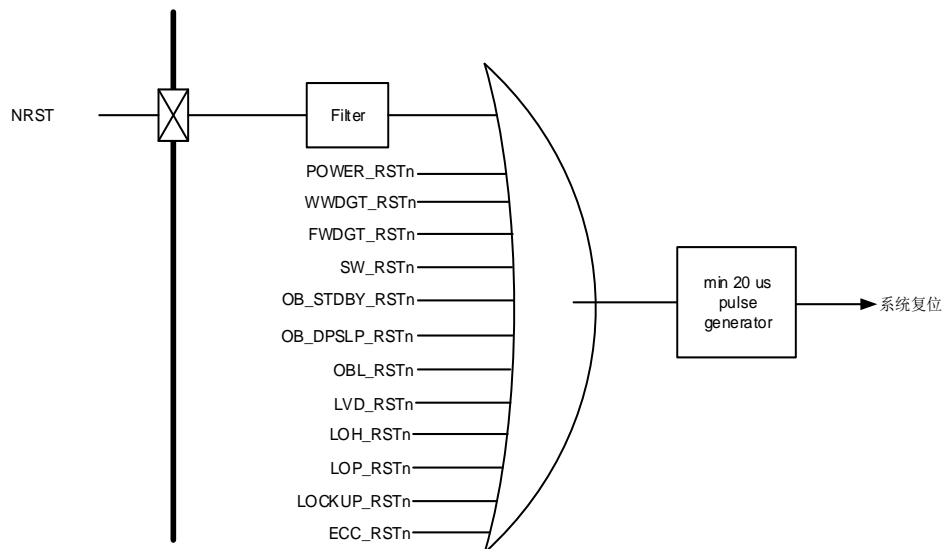 NRST
Filter
POWER_RSTn
WWDGT_RSTn
FWDGT_RSTn
SW_RSTn
OB_STDBY_RSTn
OB_DPSLP_RSTn
OBL_RSTn
LVD_RSTn
LOH_RSTn
LOP_RSTn
LOCKUP_RSTn
ECC_RSTn
min 20 us
pulse
generator
系统复位